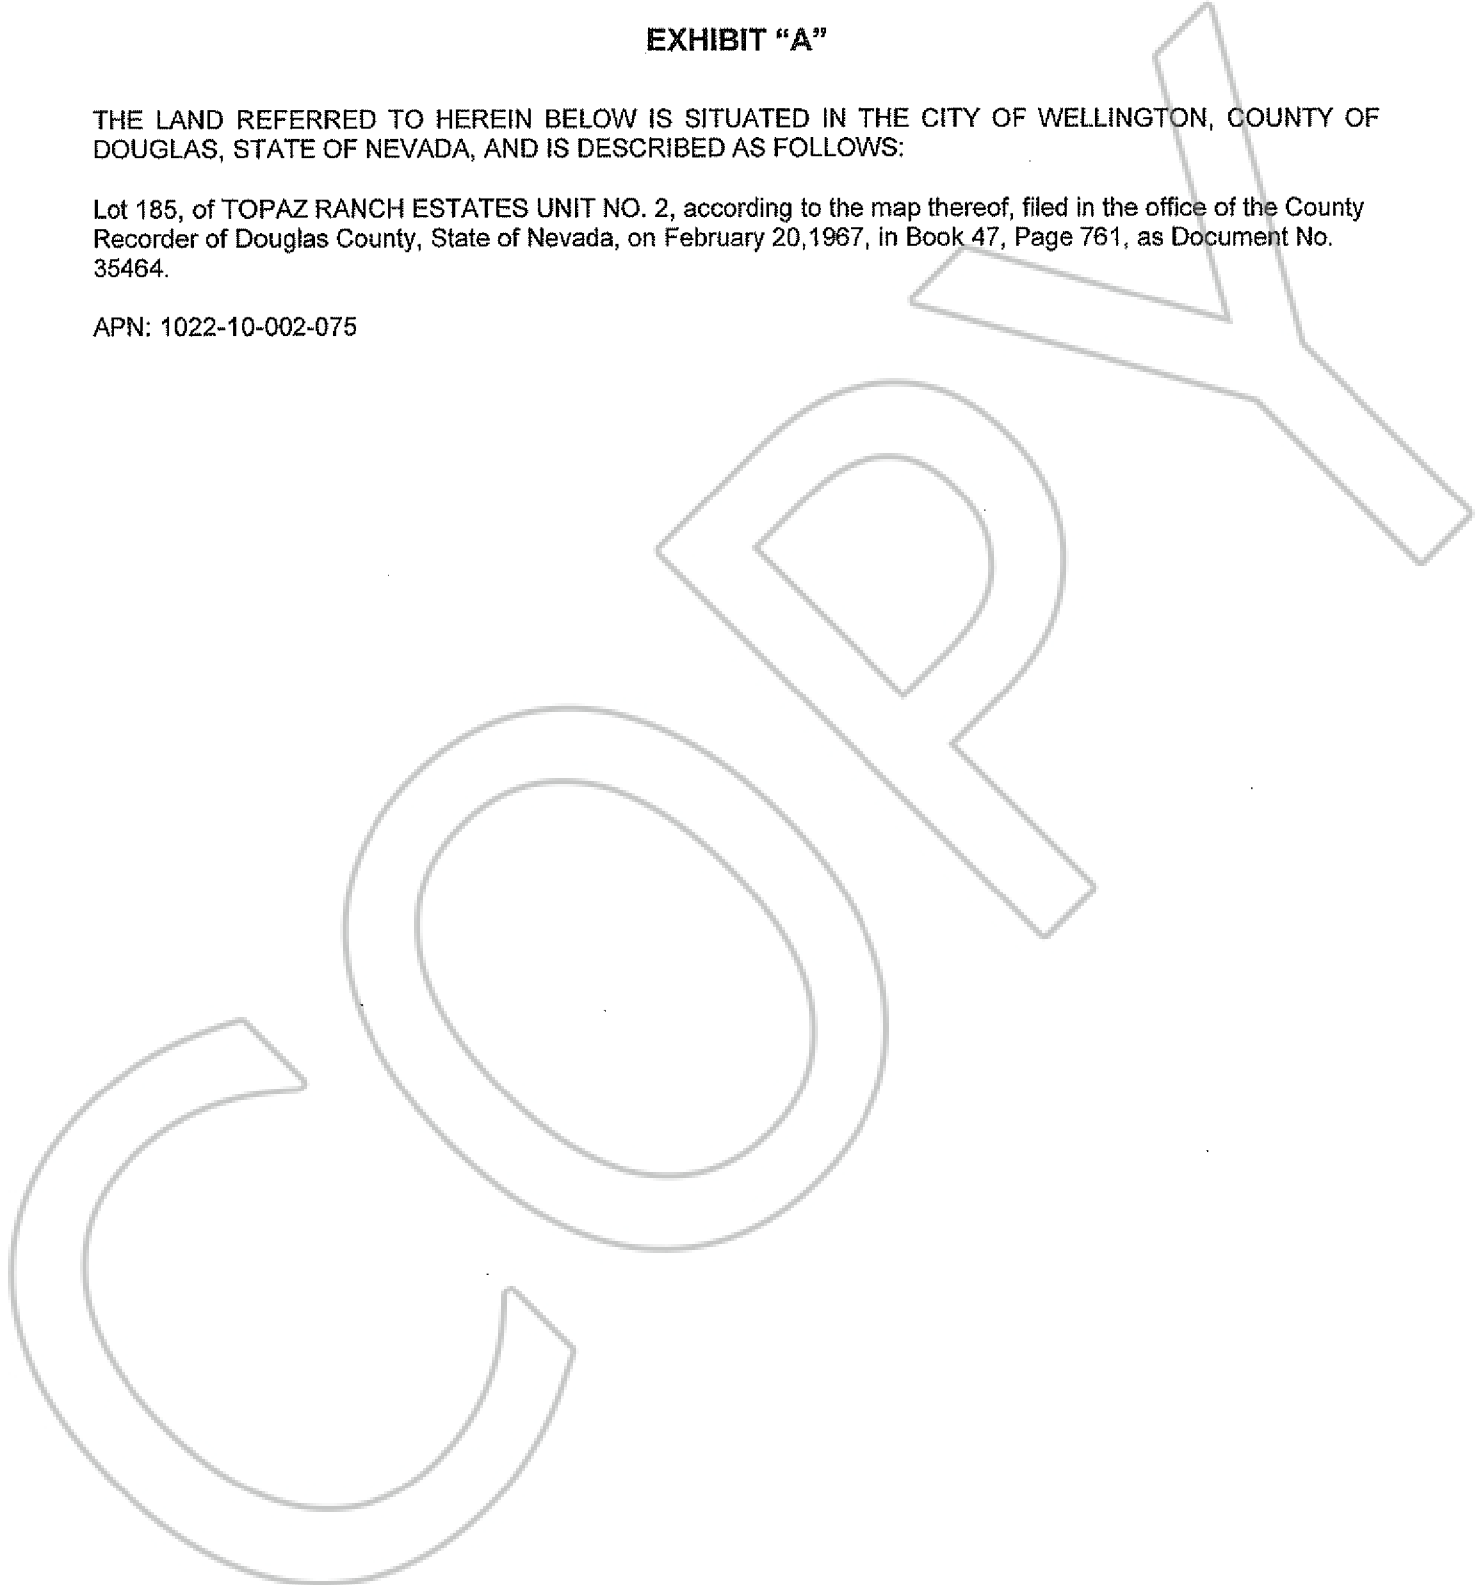 EXHIBIT “A”
THE LAND REFERRED TO HEREIN BELOW IS SITUATED IN THE CITY OF WELLINGTON, COUNTY OF
DOUGLAS, STATE OF NEVADA, AND IS DESCRIBED AS FOLLOWS:
Lot 185, of TOPAZ RANCH ESTATES UNIT NO. 2, according to the map thereof, filed in the office of the County
Recorder of Douglas County, State of Nevada, on February 20,1967, in Book 47, Page 761, as Document No.
35464.
APN: 1022-10-002-075
COPY